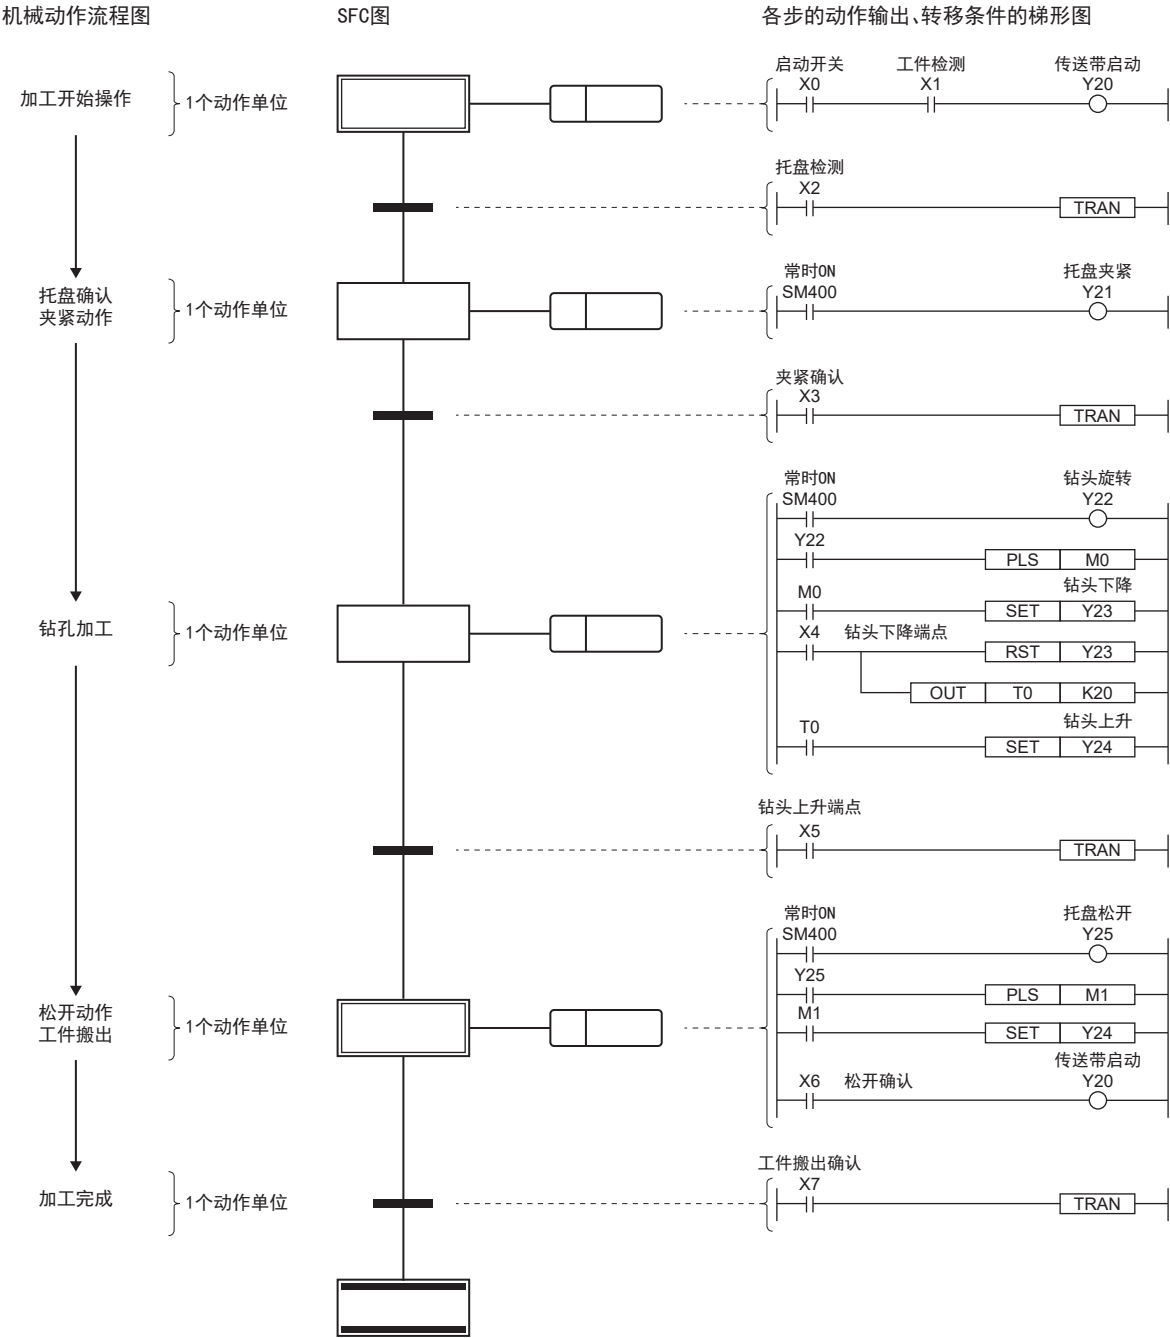 机械动作流程图
SFC图
各步的动作输出、转移条件的梯形图
加工开始操作
1个动作单位
启动开关 工件检测 传送带启动
X0 X1 Y20
托盘检测
X2
TRAN
托盘确认
夹紧动作
1个动作单位
常时ON 托盘夹紧
SM400 Y21
夹紧确认
X3
TRAN
钻孔加工
1个动作单位
常时ON 钻头旋转
SM400 Y22
Y22
PLS M0
钻头下降
M0
SET Y23
X4 钻头下降端点
RST Y23
OUT T0 K20
钻头上升
T0
SET Y24
钻头上升端点
X5
TRAN
松开动作
工件搬出
1个动作单位
常时ON 托盘松开
SM400 Y25
Y25
PLS M1
M1
SET Y24
传送带启动
X6 松开确认 Y20
加工完成
1个动作单位
工件搬出确认
X7
TRAN